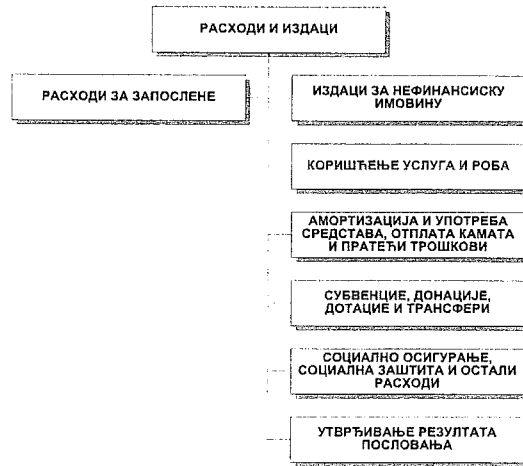 РАСХОДИ И ИЗДАЦИ
РАСХОДИ ЗА ЗАПОСЛЕНЕ
ИЗДАЦИ ЗА НЕФИНАНСИСКУ
ИМОВИНУ
КОРИШЋЕЊЕ УСЛУГА И РОБА
АМОРТИЗАЦИЈА И УПОТРЕБА
СРЕДСТАВА, ОТПЛАТА КАМАТА
И ПРАТЕЋИ ТРОШКОВИ
СУБВЕНЦИЕ, ДОНАЦИЈЕ,
ДОТАЦИЕ И ТРАНСФЕРИ
СОЦИАЛНО ОСИГУРАЊЕ,
СОЦИАЛНА ЗАШТИТА И ОСТАЛИ
РАСХОДИ
УТВРЂИВАЊЕ РЕЗУЛТАТА
ПОСЛОВАЊА